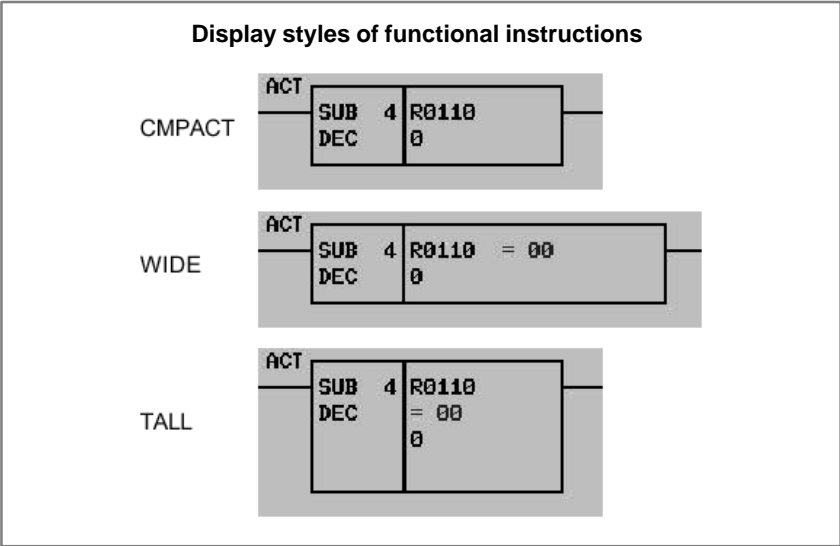 Display styles of functional instructions
CMPACT
ACT
SUB 4 R0110
DEC 0
WIDE
ACT
SUB 4 R0110 = 00
DEC 0
TALL
ACT
SUB 4 R0110
DEC = 00
0